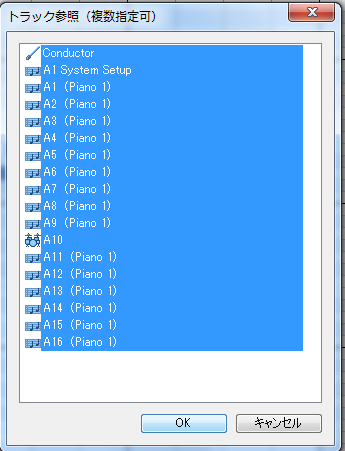 トラック参照（複数指定可）
Conductor
A1 System Setup
A1 (Piano 1)
A2 (Piano 1)
A3 (Piano 1)
A4 (Piano 1)
A5 (Piano 1)
A6 (Piano 1)
A7 (Piano 1)
A8 (Piano 1)
A9 (Piano 1)
A10
A11 (Piano 1)
A12 (Piano 1)
A13 (Piano 1)
A14 (Piano 1)
A15 (Piano 1)
A16 (Piano 1)
OK
キャンセル